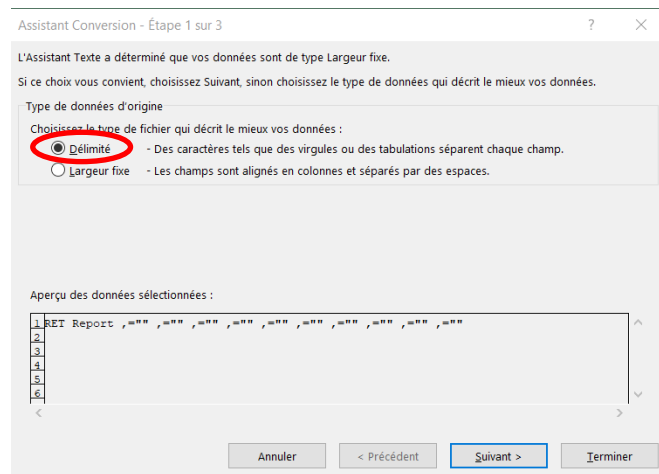 Assistant Conversion - Étape 1 sur 3 ? ×
L'Assistant Texte a déterminé que vos données sont de type Largeur fixe.
Si ce choix vous convient, choisissez Suivant, sinon choisissez le type de données qui décrit le mieux vos données.
Type de données d'origine
Choisissez le type de fichier qui décrit le mieux vos données :
Délimité - Des caractères tels que des virgules ou des tabulations séparent chaque champ.
Largeur fixe - Les champs sont alignés en colonnes et séparés par des espaces.
Aperçu des données sélectionnées :
1 RET Report ,="" ,="" ,="" ,="" ,="" ,="" ,="" ,="" ,="" ,=""
2
3
4
5
6
Annuler < Précédent Suivant > Terminer